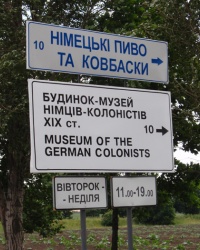 10 НІМЕЦЬКІ ПИВО
ТА КОВБАСКИ
БУДИНОК-МУЗЕЙ
НІМЦІВ-КОЛОНІСТІВ
XIX ст. 10
MUSEUM OF THE
GERMAN COLONISTS
ВІВТОРОК-
-НЕДІЛЯ
11.00-19.00